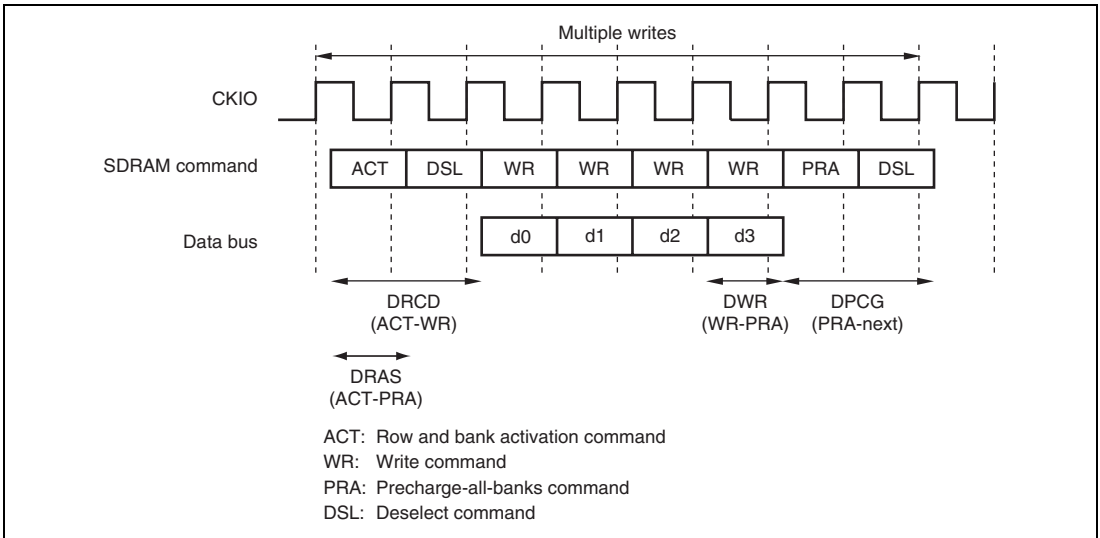 Multiple writes
CKIO
SDRAM command
ACT DSL WR WR WR WR PRA DSL
Data bus
d0 d1 d2 d3
DRCD
(ACT-WR)
DWR
(WR-PRA)
DPCG
(PRA-next)
DRAS
(ACT-PRA)
ACT: Row and bank activation command
WR: Write command
PRA: Precharge-all-banks command
DSL: Deselect command